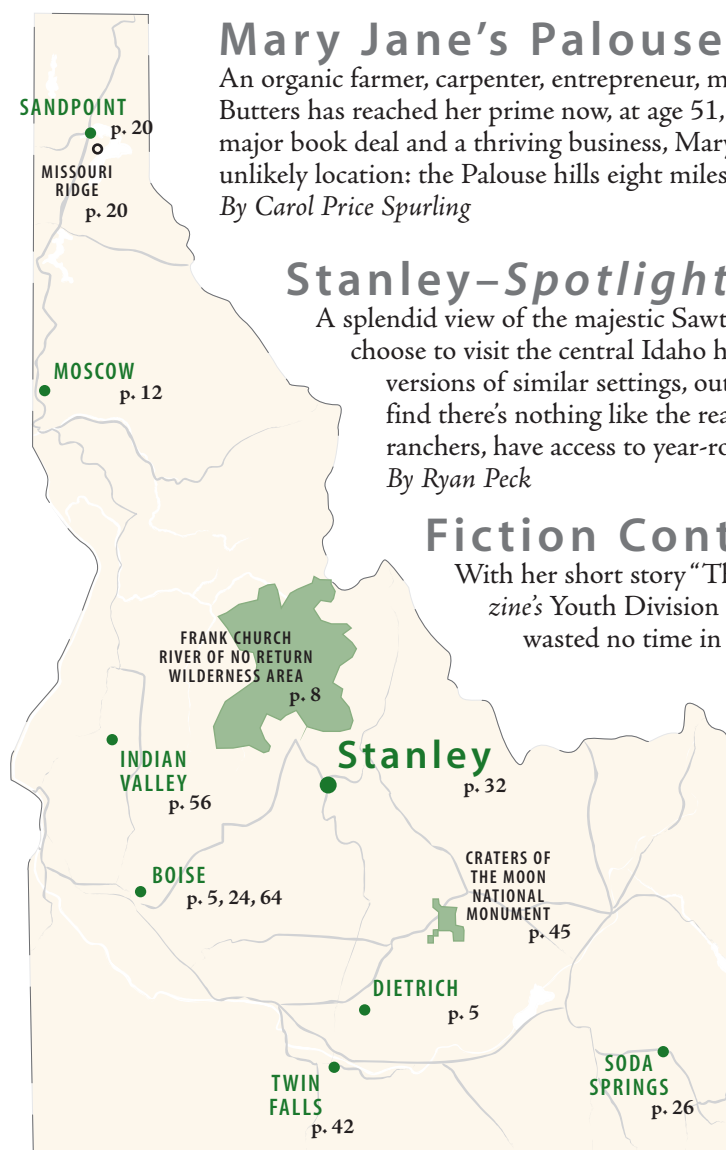 Mary Jane's Palouse
An organic farmer, carpenter, entrepreneur, m
Butters has reached her prime now, at age 51,
major book deal and a thriving business, Mary
unlikely location: the Palouse hills eight miles
By Carol Price Spurling
Stanley–Spotlight
A splendid view of the majestic Sawt
choose to visit the central Idaho h
versions of similar settings, out
find there's nothing like the rea
ranchers, have access to year-ro
By Ryan Peck
Fiction Cont
With her short story “Th
zine's Youth Division
wasted no time in
SANDPOINT
p. 20
MISSOURI
RIDGE
p. 20
MOSCOW
p. 12
FRANK CHURCH
RIVER OF NO RETURN
WILDERNESS AREA
p. 8
INDIAN
VALLEY
p. 56
Stanley
p. 32
BOISE
p. 5, 24, 64
CRATERS OF
THE MOON
NATIONAL
MONUMENT
p. 45
DIETRICH
p. 5
TWIN
FALLS
p. 42
SODA
SPRINGS
p. 26